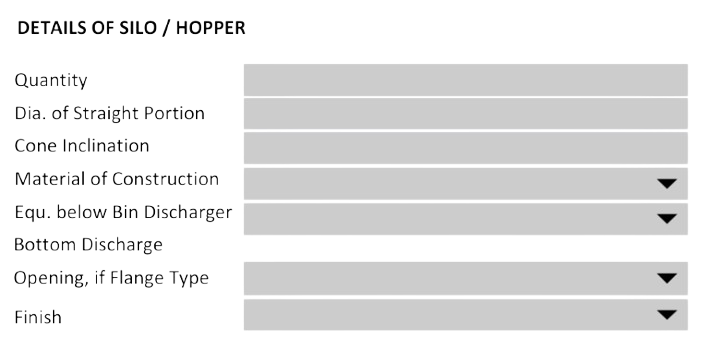 DETAILS OF SILO / HOPPER
Quantity
Dia. of Straight Portion
Cone Inclination
Material of Construction
Equ. below Bin Discharger
Bottom Discharge
Opening, if Flange Type
Finish